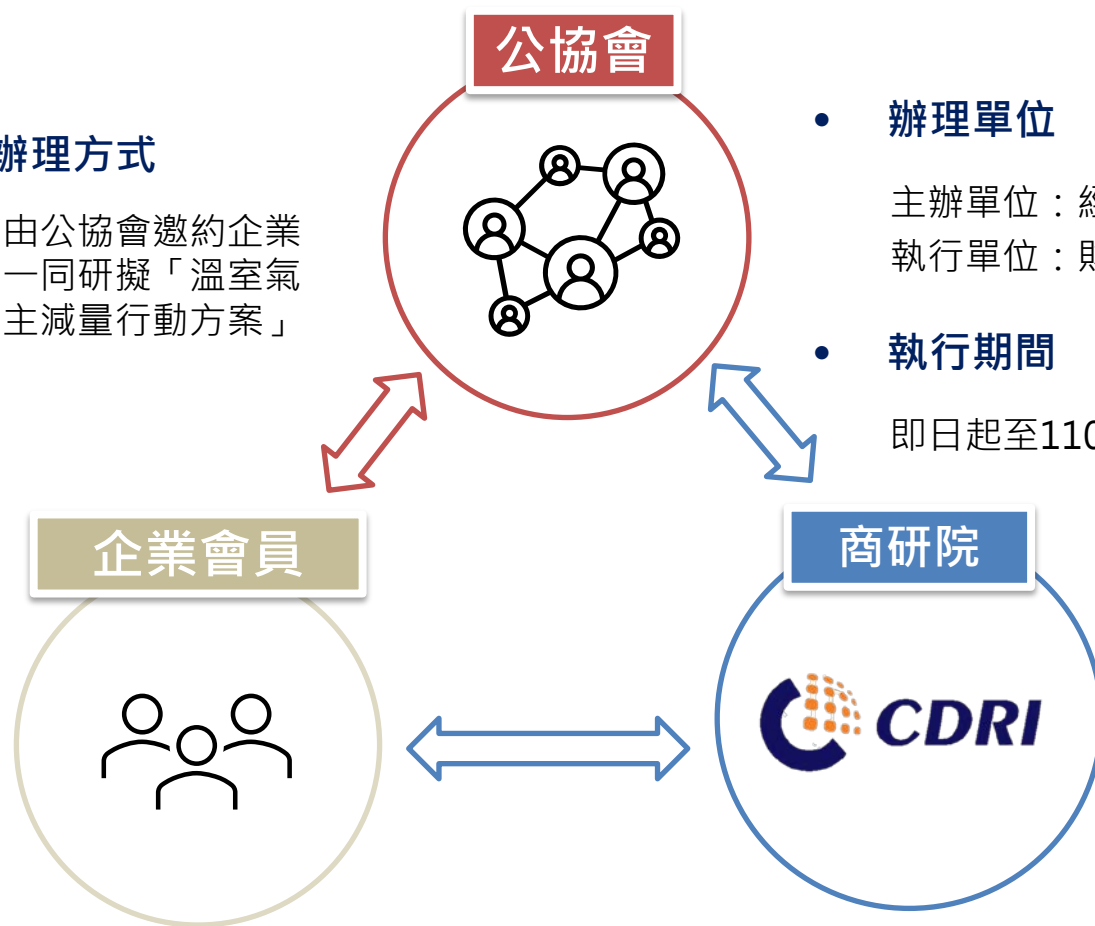 公協會
辦理方式
由公協會邀約企業
一同研擬「溫室氣
主減量行動方案」
• 辦理單位
主辦單位：經
執行單位：財
• 執行期間
即日起至110
企業會員
商研院
CDRI